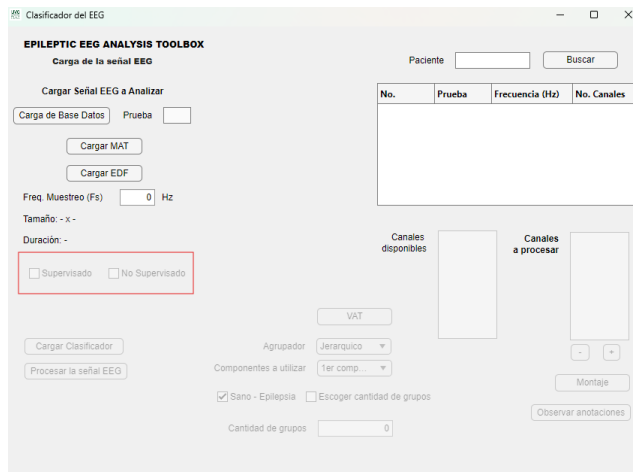 Clasificador del EEG
EPILEPTIC EEG ANALYSIS TOOLBOX
Carga de la señal EEG
Paciente Buscar
Cargar Señal EEG a Analizar
No. Prueba Frecuencia (Hz) No. Canales
Carga de Base Datos Prueba
Cargar MAT
Cargar EDF
Freq. Muestreo (Fs) 0 Hz
Tamaño: - x -
Duración: -
Canales disponibles
Canales a procesar
Supervisado No Supervisado
VAT
Cargar Clasificador Agrupador Jerarquico
- +
Procesar la señal EEG Componentes a utilizar 1er comp...
Montaje
Sano - Epilepsia Escoger cantidad de grupos
Observar anotaciones
Cantidad de grupos 0